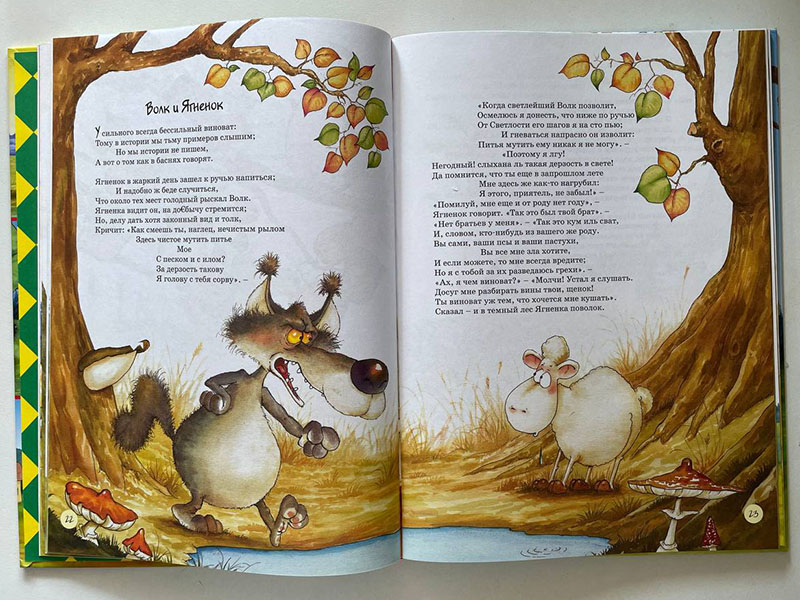 Волк и Ягненок
У сильного всегда бессильный виноват:
Тому в истории мы тьму примеров слышим;
Но мы истории не пишем,
А вот о том как в баснях говорят.
Ягненок в жаркий день зашел к ручью напиться;
И надобно ж беде случиться,
Что около тех мест голодный рыскал Волк.
Ягненка видит он, на добычу стремится;
Но, делу дать хотя законный вид и толк,
Кричит: «Как смеешь ты, наглец, нечистым рылом
Здесь чистое мутить питье
Мое
С песком и с илом?
За дерзость такову
Я голову с тебя сорву». –
22
«Когда светлейший Волк позволит,
Осмелюсь я донесть, что ниже по ручью
От Светлости его шагов я на сто пью;
И гневаться напрасно он изволит:
Питья мутить ему никак я не могу». –
«Поэтому я лгу!
Негодный! слыхана ль такая дерзость в свете!
Да помнится, что ты еще в запрошлом лете
Мне здесь же как-то нагрубил:
Я этого, приятель, не забыл!» –
«Помилуй, мне еще и от роду нет году», –
Ягненок говорит. «Так это был твой брат». –
«Нет братьев у меня». – «Так это кум иль сват,
И, словом, кто-нибудь из вашего же роду.
Вы сами, ваши псы и ваши пастухи,
Вы все мне зла хотите,
И если можете, то мне всегда вредите;
Но я с тобой за их разведаюсь грехи». –
«Ах, я чем виноват?» – «Молчи! Устал я слушать.
Досуг мне разбирать вины твои, щенок!
Ты виноват уж тем, что хочется мне кушать».
Сказал – и в темный лес Ягненка поволок.
23